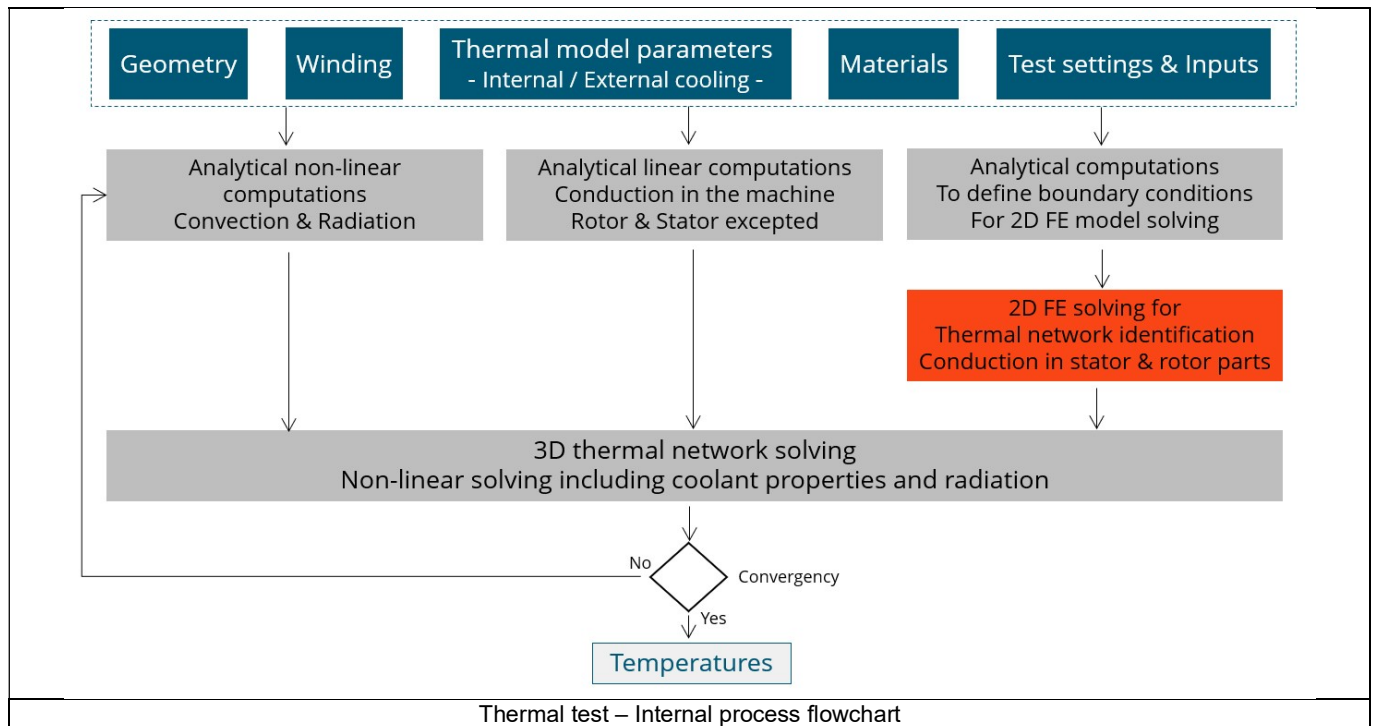 Geometry
Winding
Thermal model parameters
- Internal / External cooling -
Materials
Test settings & Inputs
Analytical non-linear
computations
Convection & Radiation
Analytical linear computations
Conduction in the machine
Rotor & Stator excepted
Analytical computations
To define boundary conditions
For 2D FE model solving
2D FE solving for
Thermal network identification
Conduction in stator & rotor parts
3D thermal network solving
Non-linear solving including coolant properties and radiation
No
Convergency
Yes
Temperatures
Thermal test – Internal process flowchart